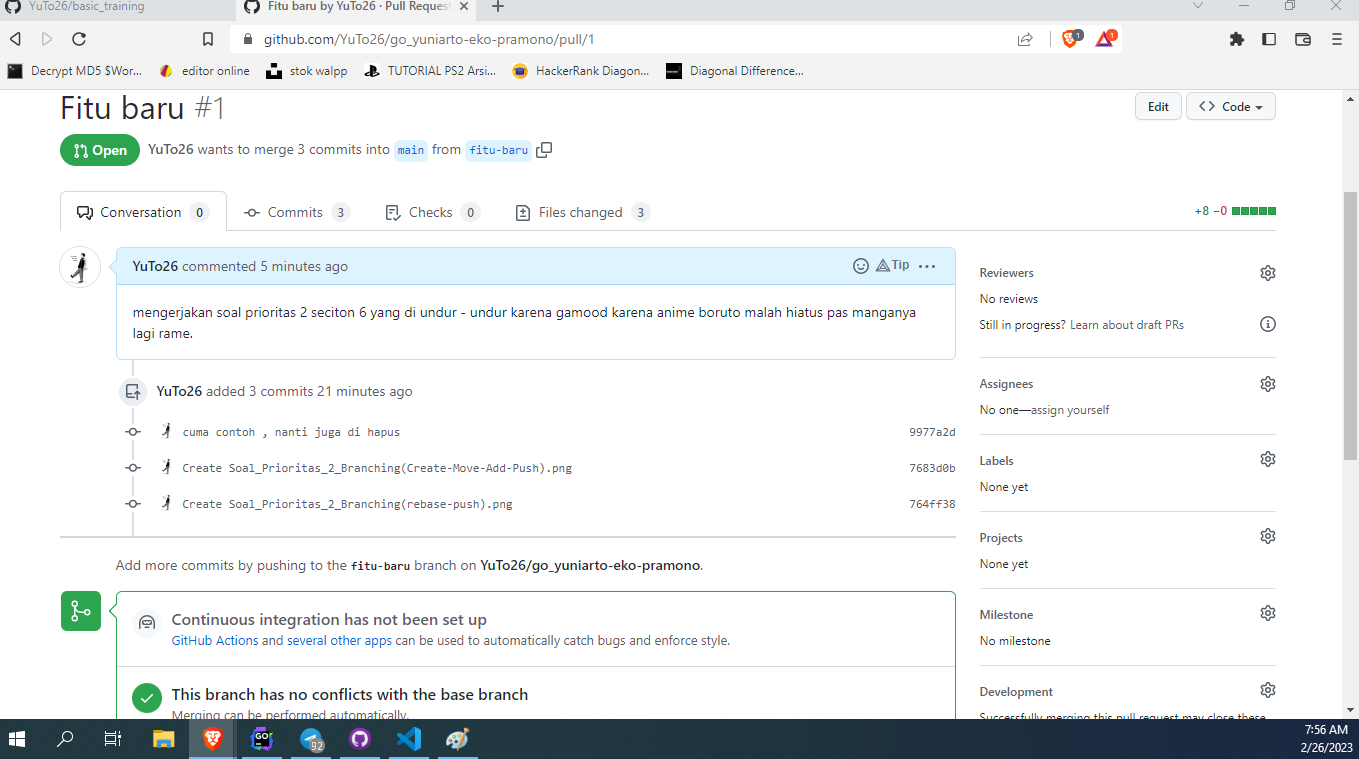 YuTo26/basic_training
Fitu baru by YuTo26 · Pull Reques
github.com/YuTo26/go_yuniarto-eko-pramono/pull/1
1
1
Decrypt MD5 $Wor...
editor online
stok walpp
TUTORIAL PS2 Arsi...
HackerRank Diagon...
Diagonal Difference...
Fitu baru #1
Edit
Code
Open
YuTo26 wants to merge 3 commits into main from fitu-baru
Conversation 0
Commits 3
Checks 0
Files changed 3
+8 −0
YuTo26 commented 5 minutes ago
Tip
mengerjakan soal prioritas 2 seciton 6 yang di undur - undur karena gamood karena anime boruto malah hiatus pas manganya
lagi rame.
YuTo26 added 3 commits 21 minutes ago
cuma contoh , nanti juga di hapus
9977a2d
Create Soal_Prioritas_2_Branching(Create-Move-Add-Push).png
7683d0b
Create Soal_Prioritas_2_Branching(rebase-push).png
764ff38
Add more commits by pushing to the fitu-baru branch on YuTo26/go_yuniarto-eko-pramono.
Continuous integration has not been set up
GitHub Actions and several other apps can be used to automatically catch bugs and enforce style.
This branch has no conflicts with the base branch
Merging can be performed automatically.
Reviewers
No reviews
Still in progress? Learn about draft PRs
Assignees
No one—assign yourself
Labels
None yet
Projects
None yet
Milestone
No milestone
Development
Successfully merging this pull request may close these
GO
92
7:56 AM
2/26/2023